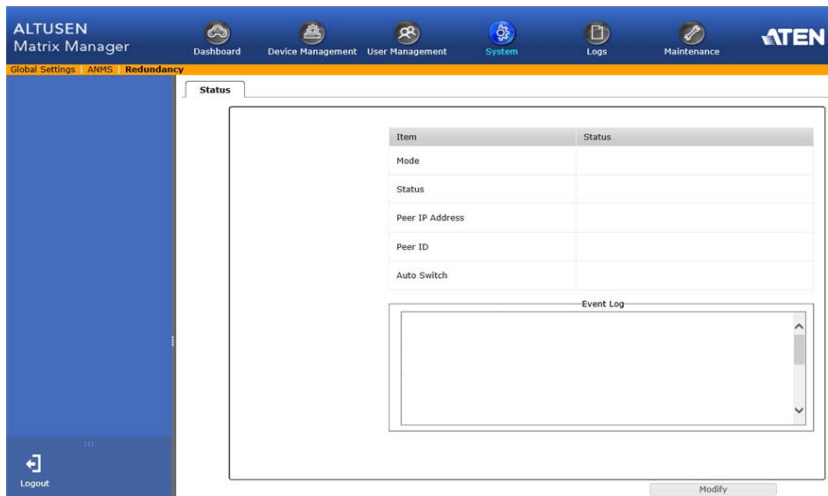 ALTUSEN
Matrix Manager
Dashboard
Device Management
User Management
System
Logs
Maintenance
ATEN
Global Settings
ANMS
Redundancy
Status
Item Status
Mode
Status
Peer IP Address
Peer ID
Auto Switch
Event Log
Logout
Modify